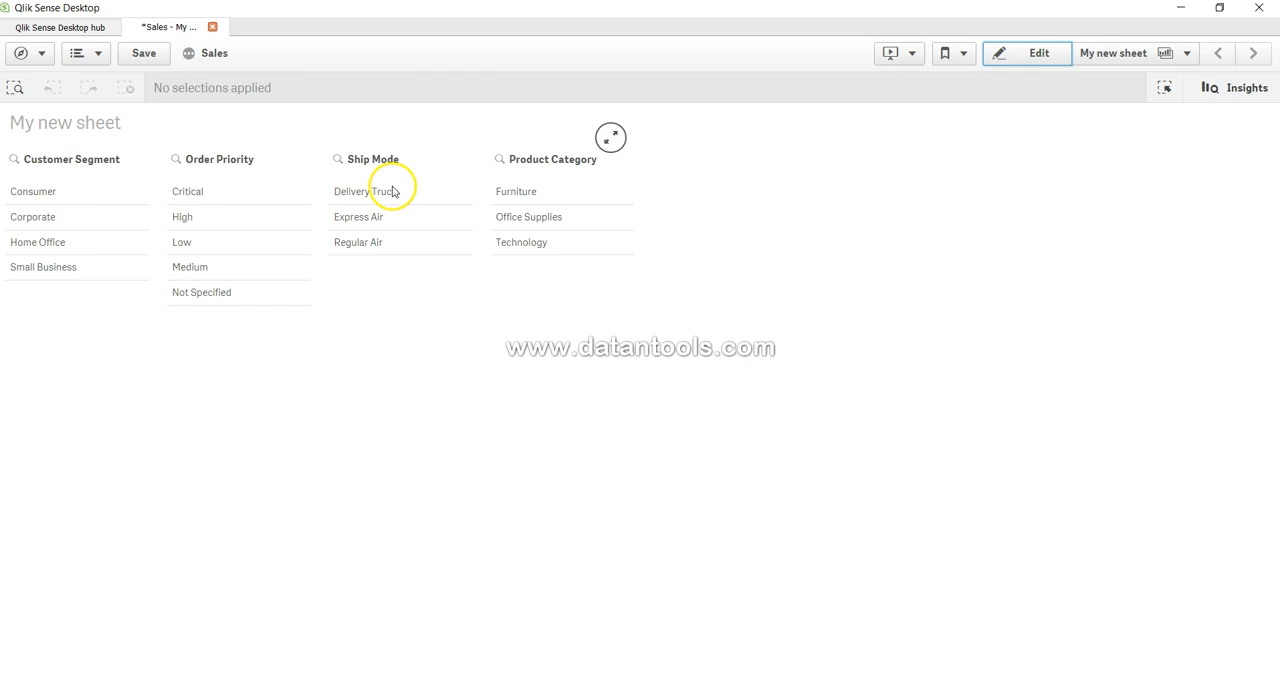 Qlik Sense Desktop
Qlik Sense Desktop hub
*Sales - My ...
Save
Sales
Edit
My new sheet
No selections applied
Insights
My new sheet
Customer Segment
Consumer
Corporate
Home Office
Small Business
Order Priority
Critical
High
Low
Medium
Not Specified
Ship Mode
Delivery Truck
Express Air
Regular Air
Product Category
Furniture
Office Supplies
Technology
www.datantools.com